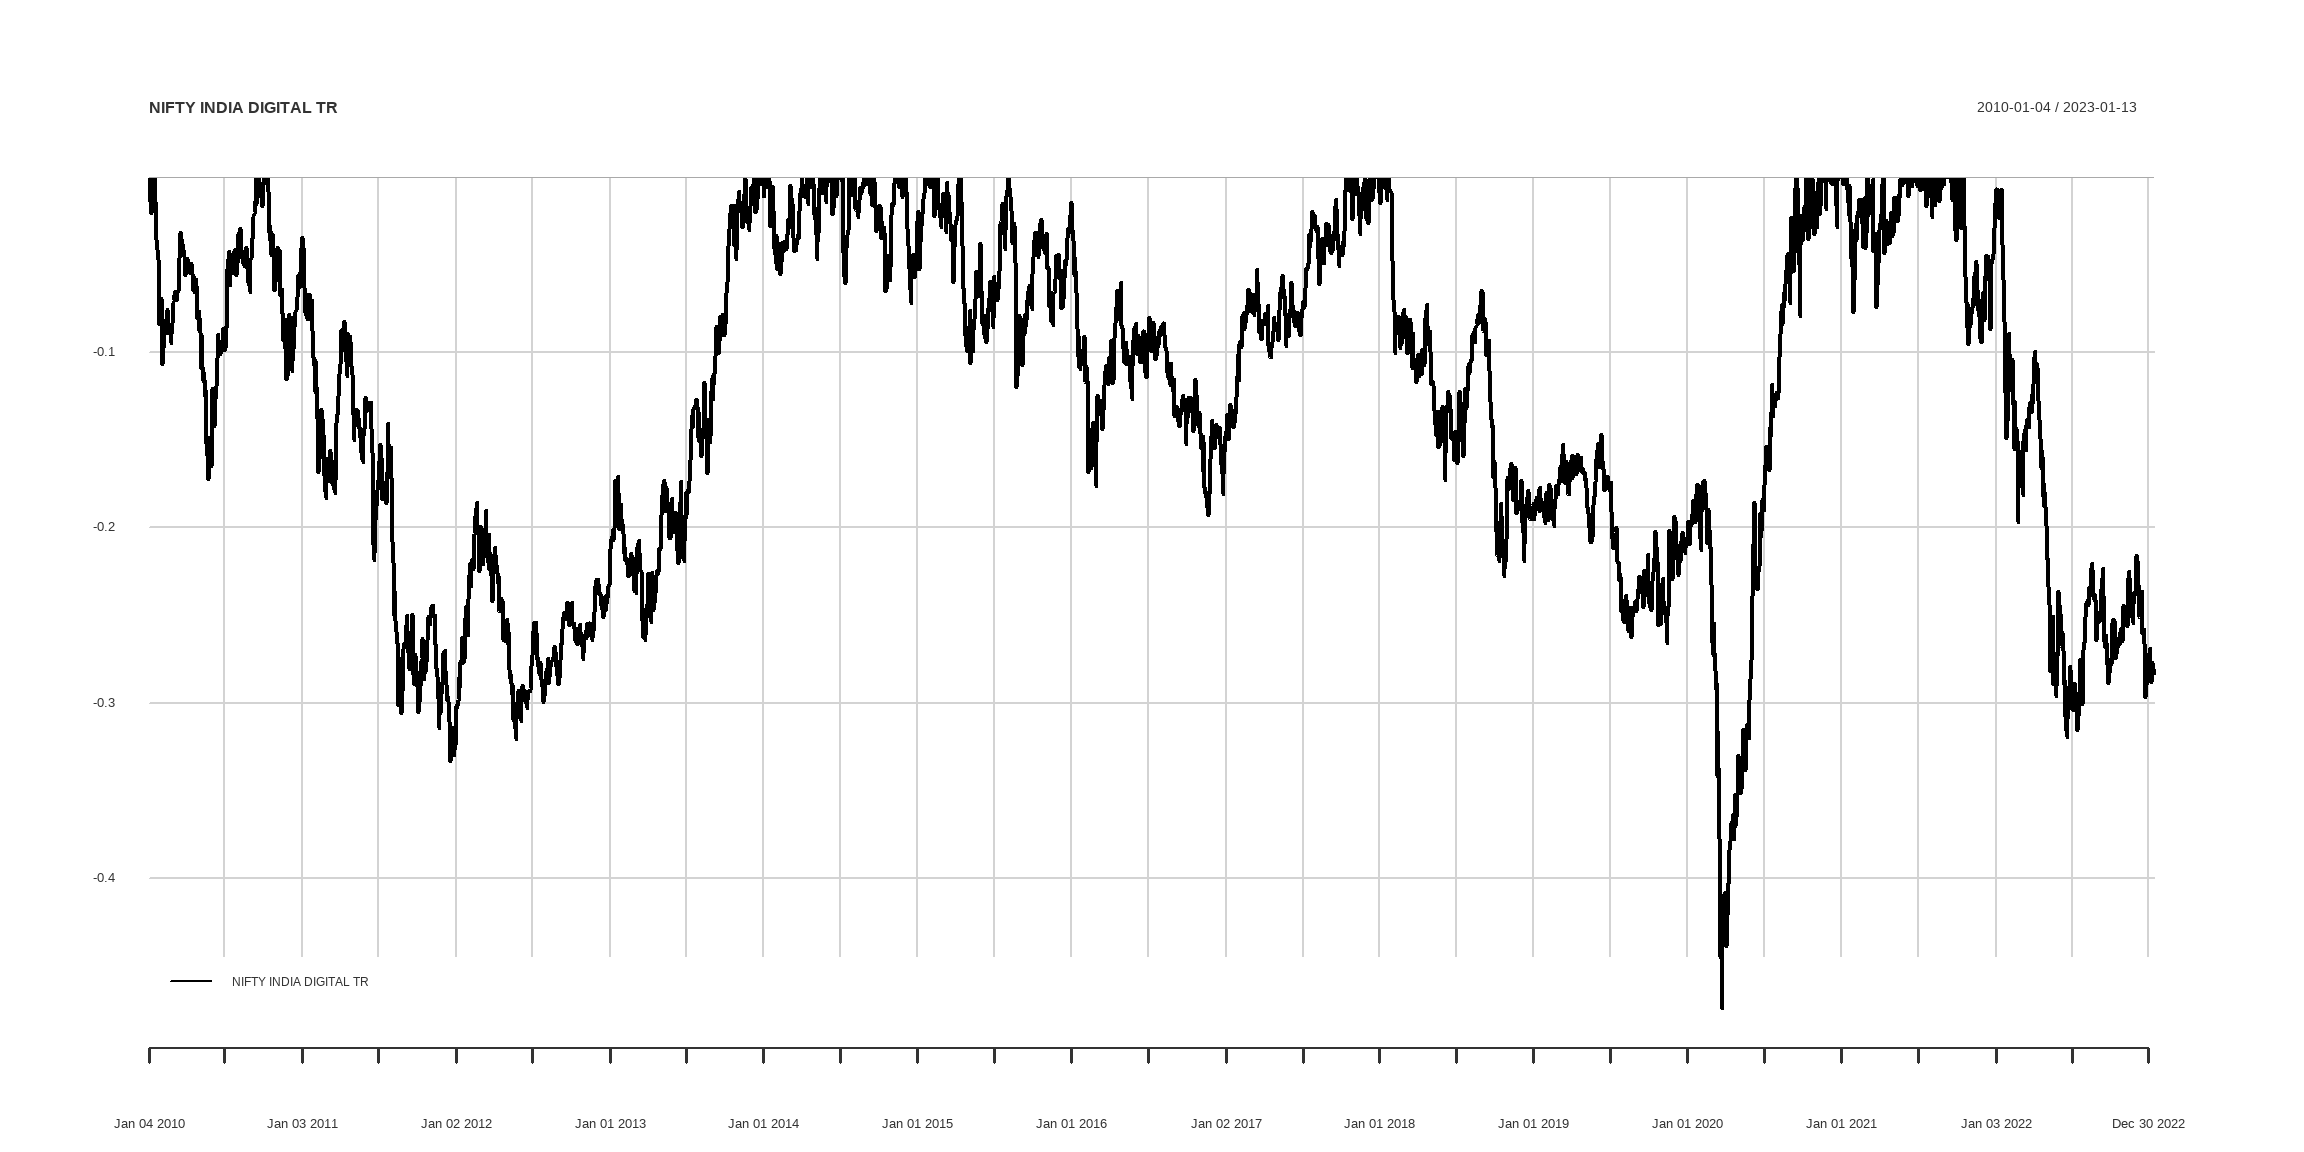 NIFTY INDIA DIGITAL TR
2010-01-04 / 2023-01-13
-0.1
-0.2
-0.3
-0.4
NIFTY INDIA DIGITAL TR
Jan 04 2010 Jan 03 2011 Jan 02 2012 Jan 01 2013 Jan 01 2014 Jan 01 2015 Jan 01 2016 Jan 02 2017 Jan 01 2018 Jan 01 2019 Jan 01 2020 Jan 01 2021 Jan 03 2022 Dec 30 2022